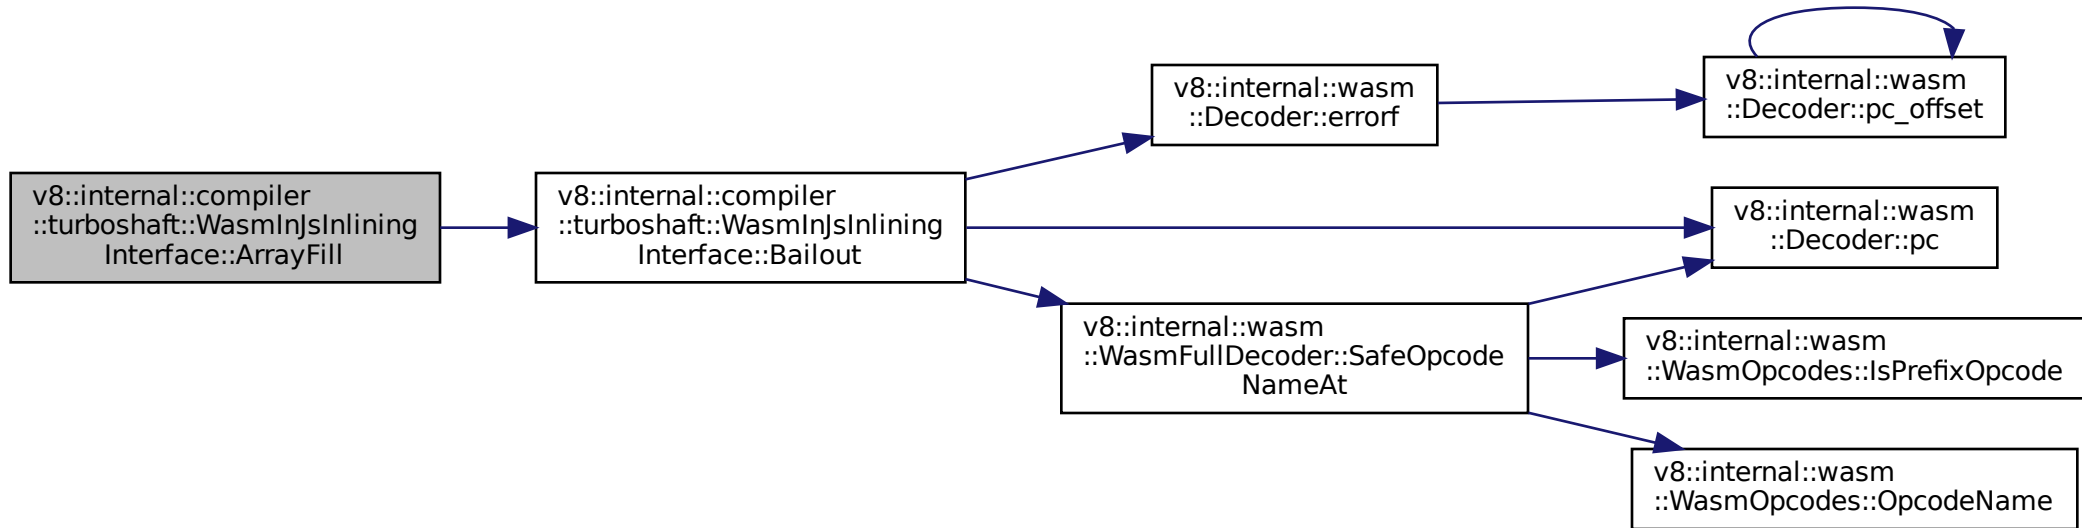 v8::internal::compiler
::turboshaft::WasmInJsInlining
Interface::ArrayFill
v8::internal::compiler
::turboshaft::WasmInJsInlining
Interface::Bailout
v8::internal::wasm
::Decoder::errorf
v8::internal::wasm
::Decoder::pc_offset
v8::internal::wasm
::Decoder::pc
v8::internal::wasm
::WasmFullDecoder::SafeOpcode
NameAt
v8::internal::wasm
::WasmOpcodes::IsPrefixOpcode
v8::internal::wasm
::WasmOpcodes::OpcodeName